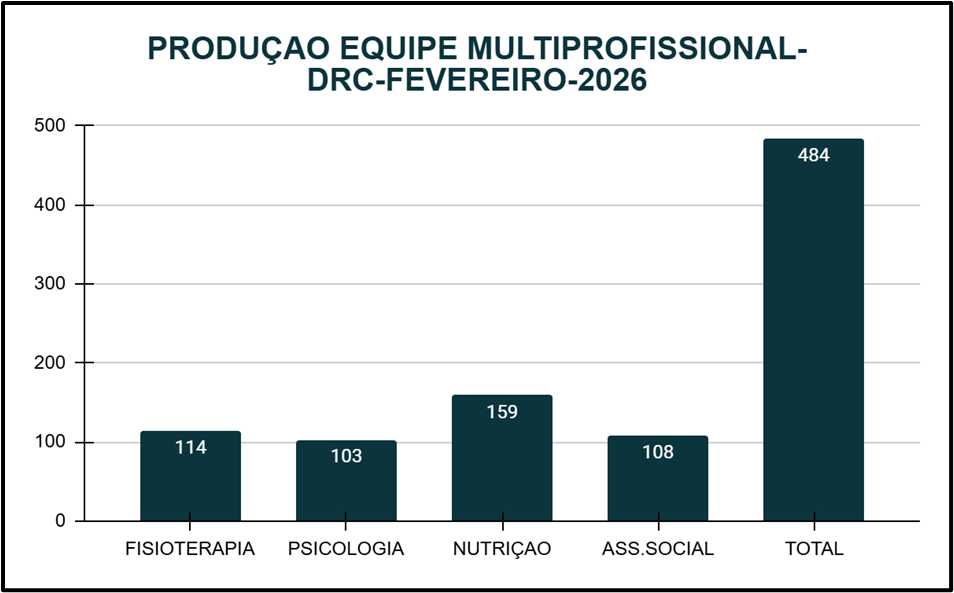 PRODUÇAO EQUIPE MULTIPROFISSIONAL-
DRC-FEVEREIRO-2026
500
400
300
200
100
0
114
103
159
108
484
FISIOTERAPIA
PSICOLOGIA
NUTRIÇAO
ASS.SOCIAL
TOTAL